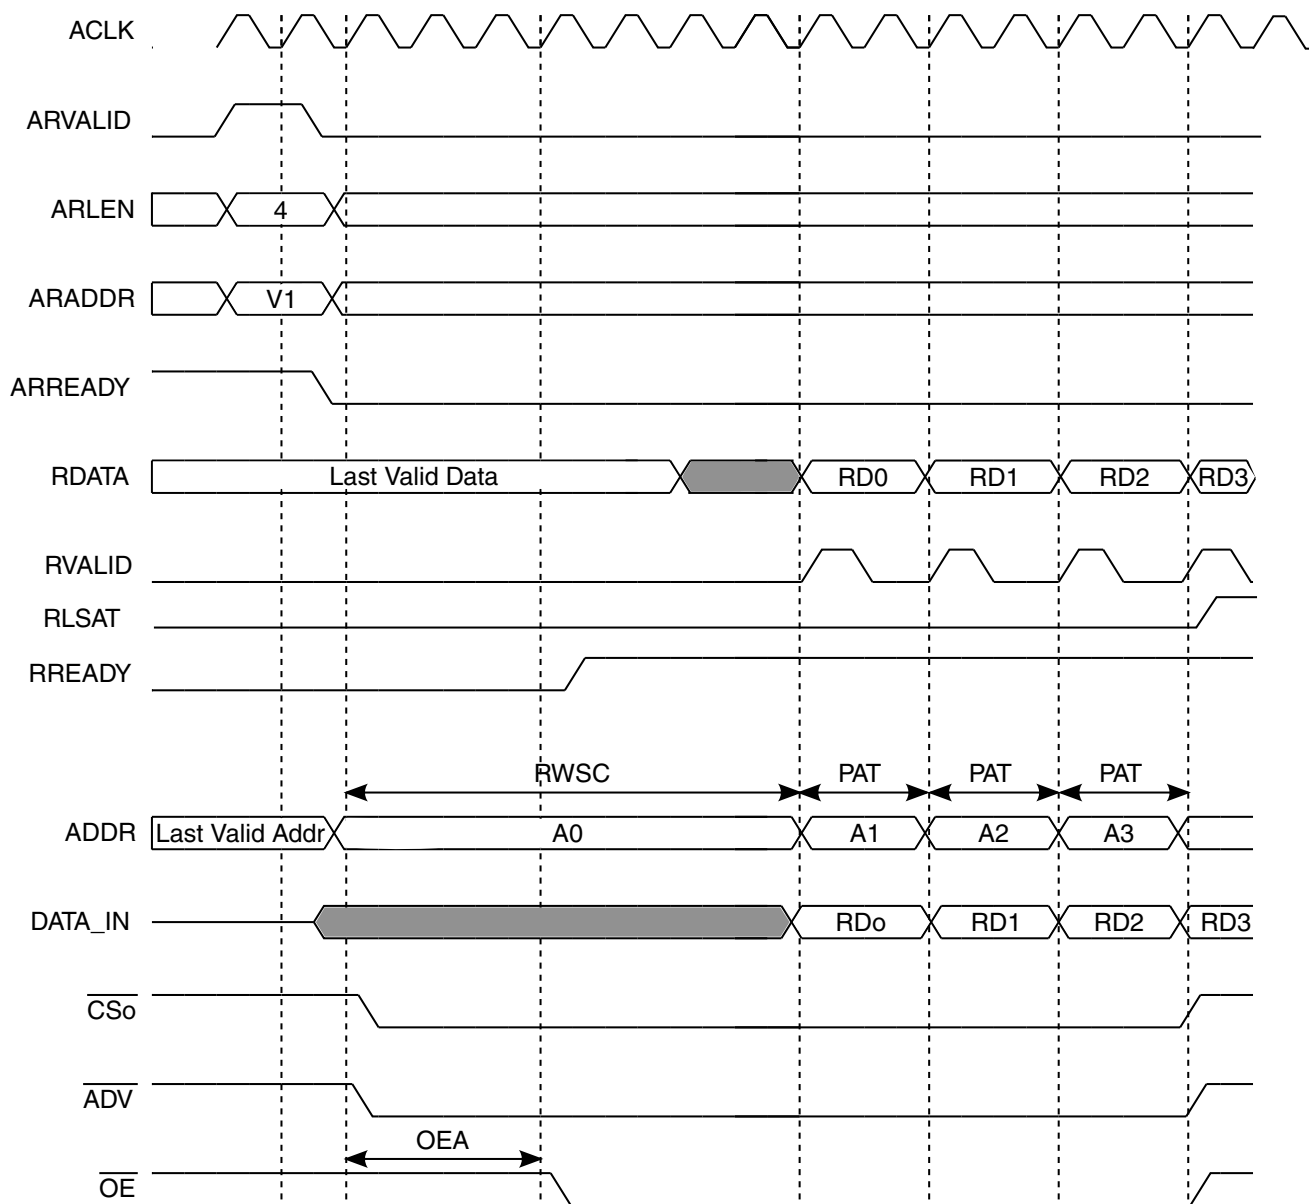 ACLK
ARVALID
ARLEN 4
ARADDR V1
ARREADY
RDATA Last Valid Data RD0 RD1 RD2 RD3
RVALID
RLSAT
RREADY
RWSC PAT PAT PAT
ADDR Last Valid Addr A0 A1 A2 A3
DATA_IN RDo RD1 RD2 RD3
CSo
ADV
OEA
OE